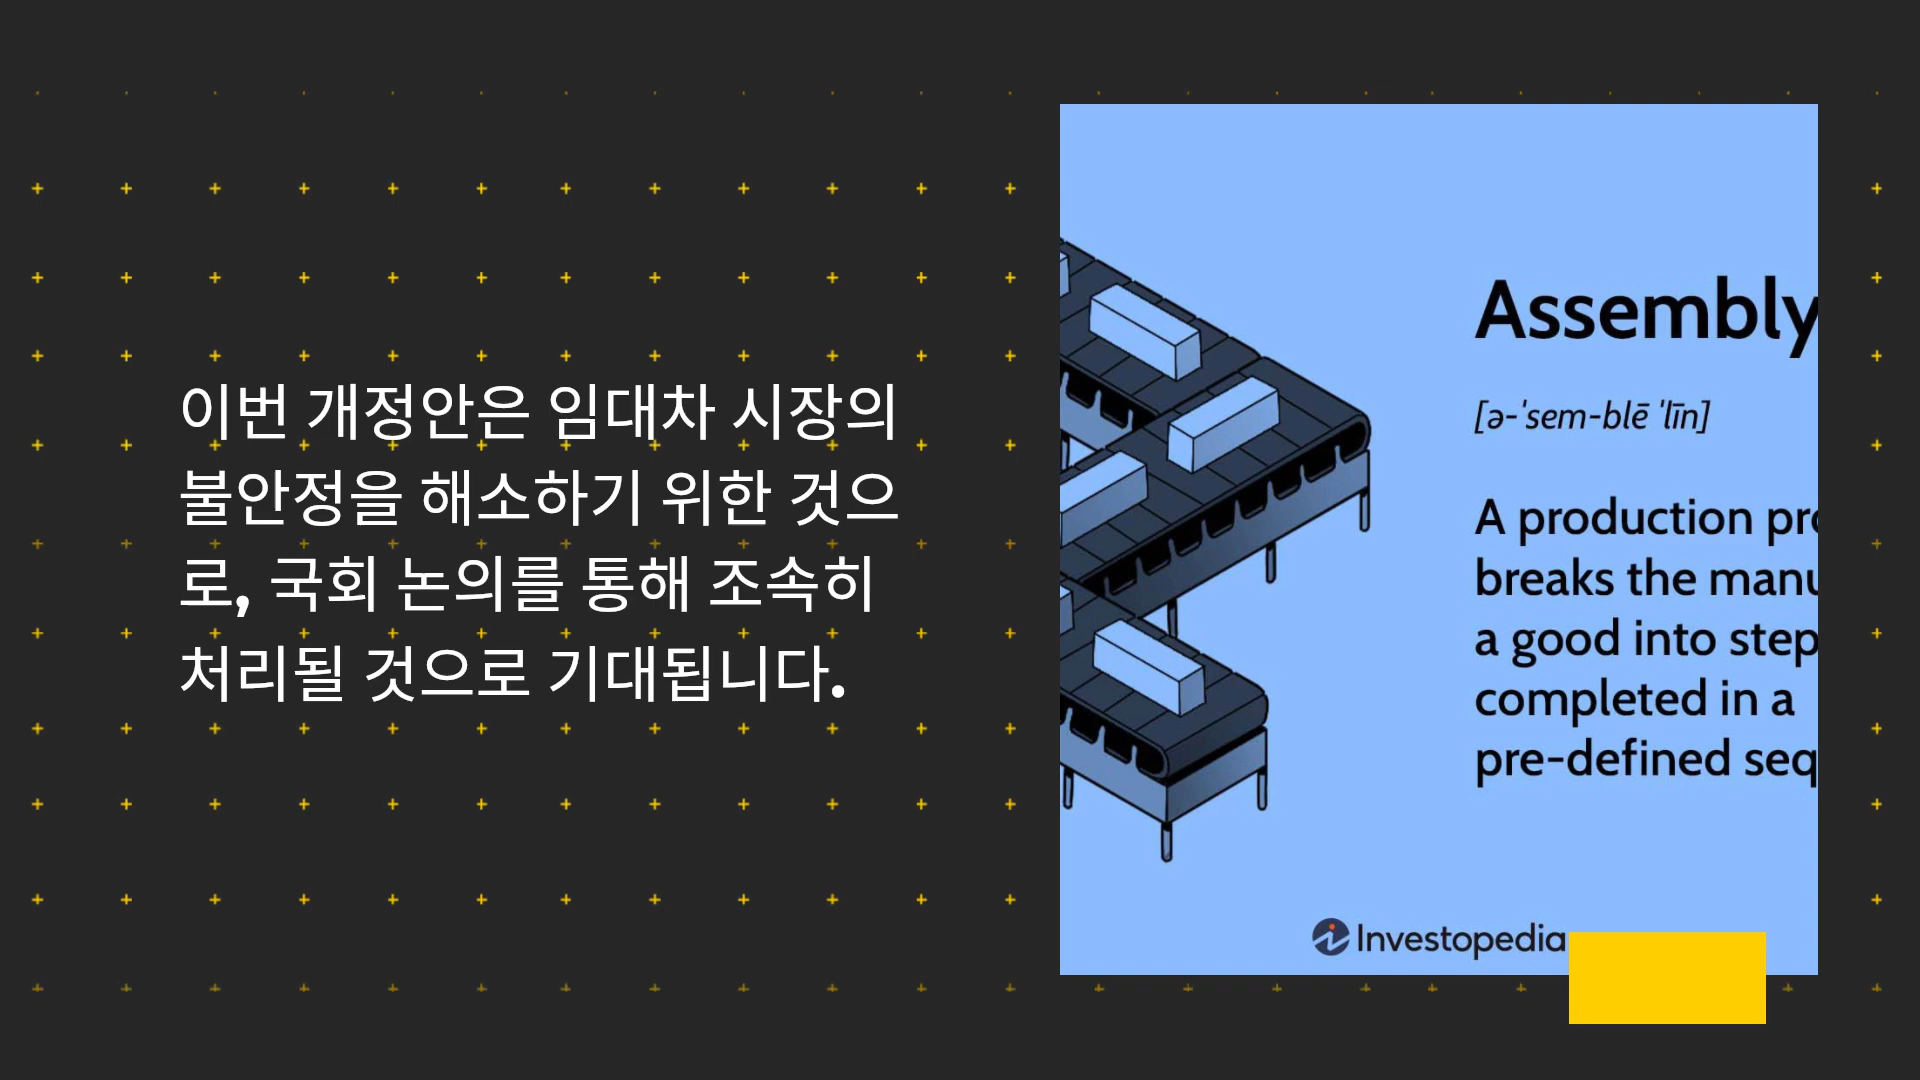 이번 개정안은 임대차 시장의
불안정을 해소하기 위한 것으
로, 국회 논의를 통해 조속히
처리될 것으로 기대됩니다.
Assembly
[ə-ˈsem-blē ˈlīn]
A production pro
breaks the manu
a good into step
completed in a
pre-defined seq
Investopedia